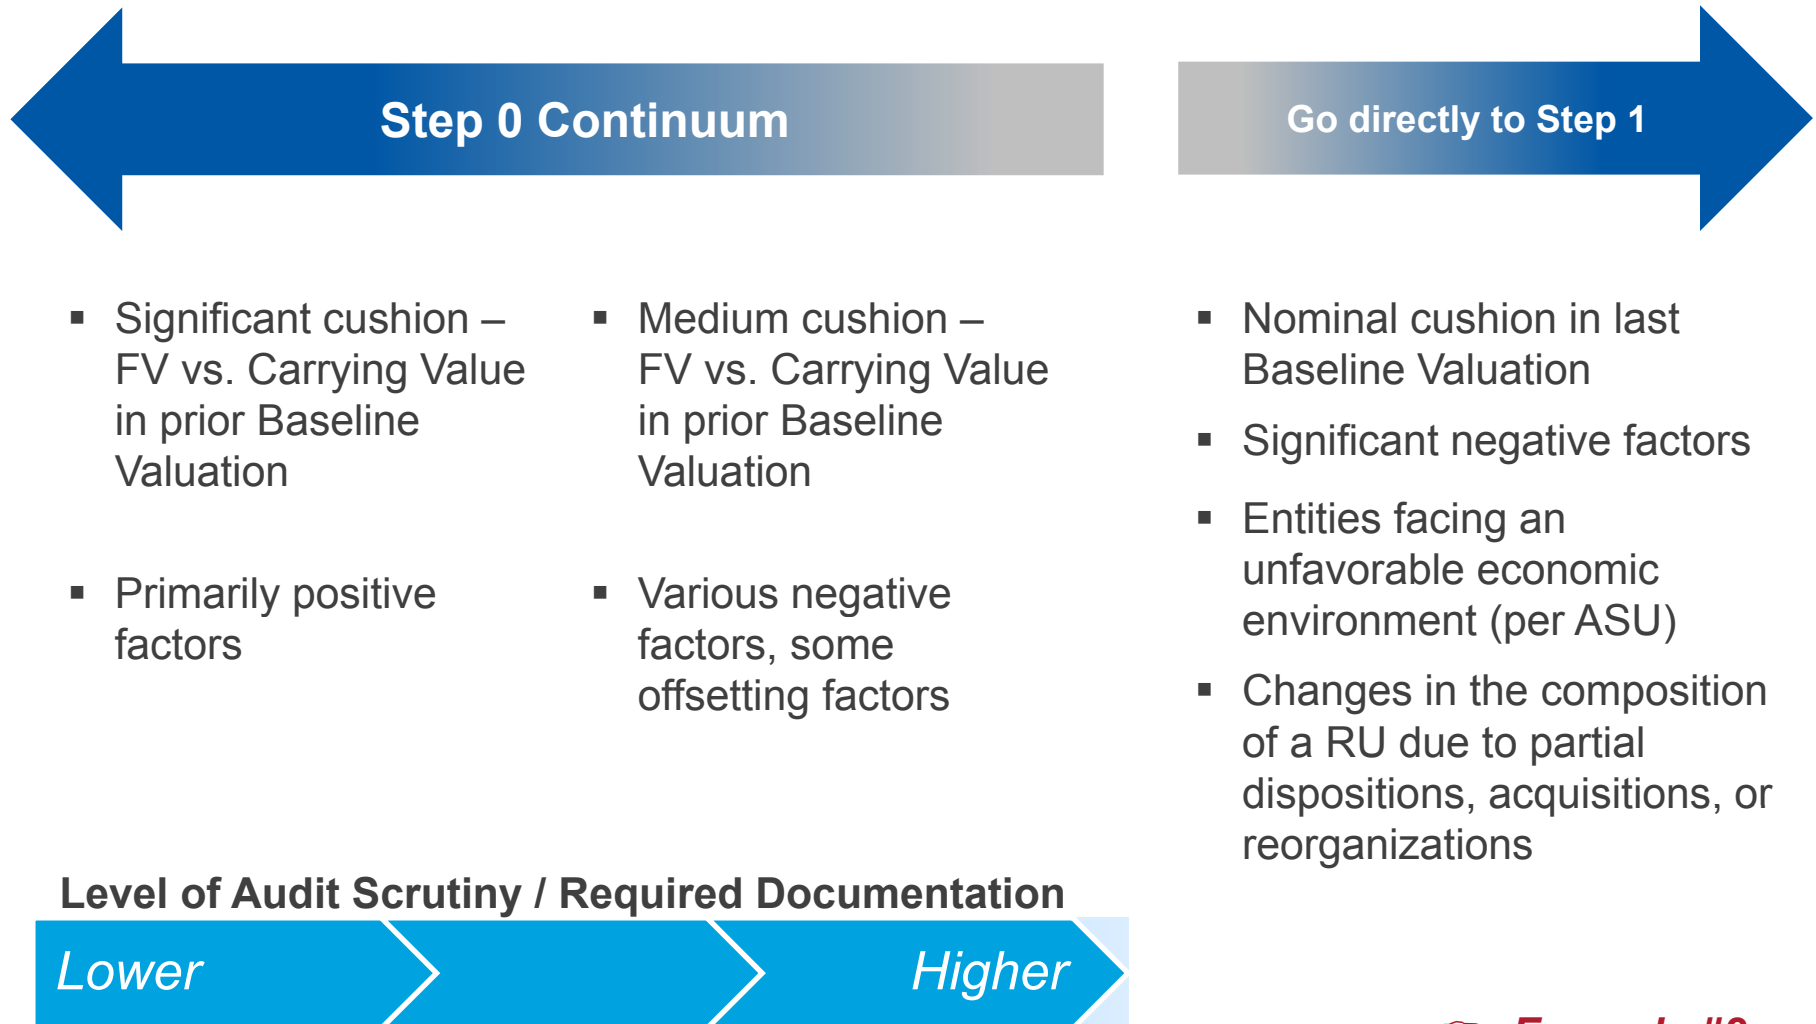 Step 0 Continuum
Go directly to Step 1
▪ Significant cushion –
FV vs. Carrying Value
in prior Baseline
Valuation
▪ Primarily positive
factors
▪ Medium cushion –
FV vs. Carrying Value
in prior Baseline
Valuation
▪ Various negative
factors, some
offsetting factors
▪ Nominal cushion in last
Baseline Valuation
▪ Significant negative factors
▪ Entities facing an
unfavorable economic
environment (per ASU)
▪ Changes in the composition
of a RU due to partial
dispositions, acquisitions, or
reorganizations
Level of Audit Scrutiny / Required Documentation
Lower
Higher